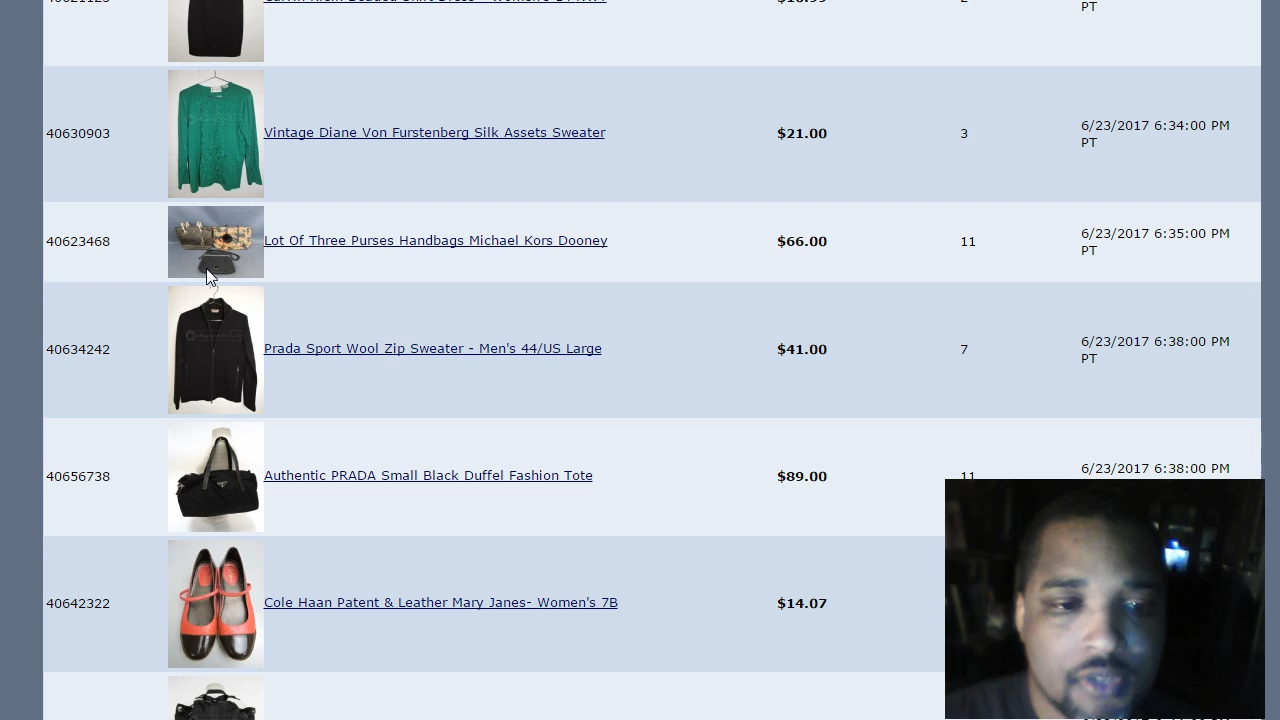 PT
40630903 Vintage Diane Von Furstenberg Silk Assets Sweater $21.00 3 6/23/2017 6:34:00 PM
PT
40623468 Lot Of Three Purses Handbags Michael Kors Dooney $66.00 11 6/23/2017 6:35:00 PM
PT
40634242 Prada Sport Wool Zip Sweater - Men's 44/US Large $41.00 7 6/23/2017 6:38:00 PM
PT
40656738 Authentic PRADA Small Black Duffel Fashion Tote $89.00 11 6/23/2017 6:38:00 PM
40642322 Cole Haan Patent & Leather Mary Janes- Women's 7B $14.07